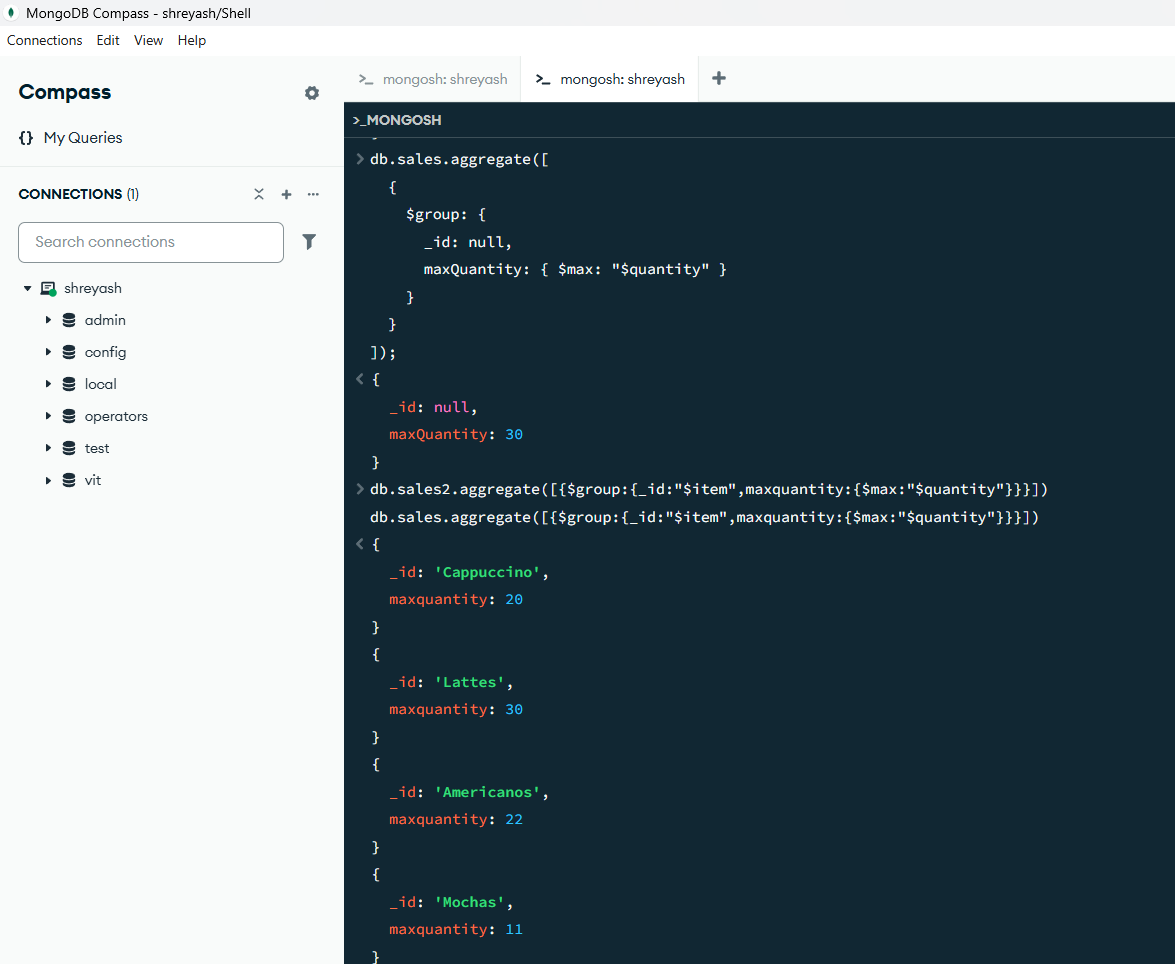 MongoDB Compass - shreyash/Shell
Connections Edit View Help
Compass
{} My Queries
CONNECTIONS (1)
Search connections
shreyash
admin
config
local
operators
test
vit
>_ mongosh: shreyash
>_ mongosh: shreyash
+
>_MONGOSH
> db.sales.aggregate([
{
$group: {
_id: null,
maxQuantity: { $max: "$quantity" }
}
}
]);
< {
_id: null,
maxQuantity: 30
}
> db.sales2.aggregate([{$group:{_id:"$item",maxquantity:{$max:"$quantity"}}}])
db.sales.aggregate([{$group:{_id:"$item",maxquantity:{$max:"$quantity"}}}])
< {
_id: 'Cappuccino',
maxquantity: 20
}
{
_id: 'Lattes',
maxquantity: 30
}
{
_id: 'Americanos',
maxquantity: 22
}
{
_id: 'Mochas',
maxquantity: 11
}